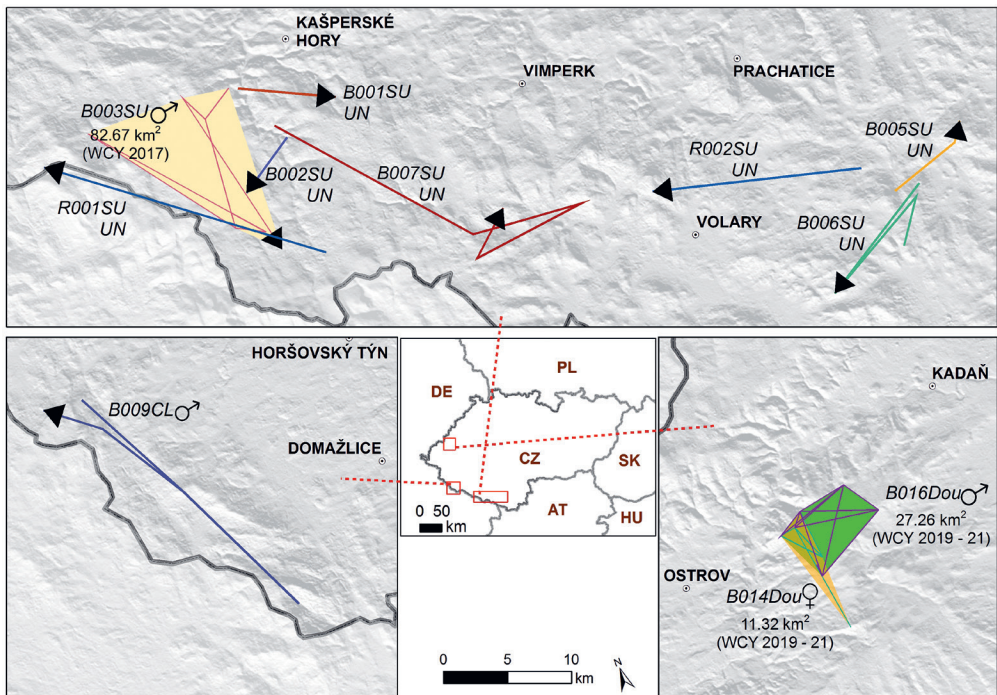 KAŠPERSKÉ
HORY
VIMPERK
PRACHATICE
B003SU
82.67 km²
(WCY 2017)
B001SU
UN
B002SU
UN
B007SU
UN
R001SU
UN
R002SU
UN
B005SU
UN
B006SU
UN
VOLARY
HORŠOVSKÝ TÝN
B009CL
DOMAŽLICE
DE
PL
CZ
SK
AT
HU
0 50
km
0 5 10
km
N
KADAŇ
B016Dou
27.26 km²
(WCY 2019 - 21)
OSTROV
B014Dou
11.32 km²
(WCY 2019 - 21)